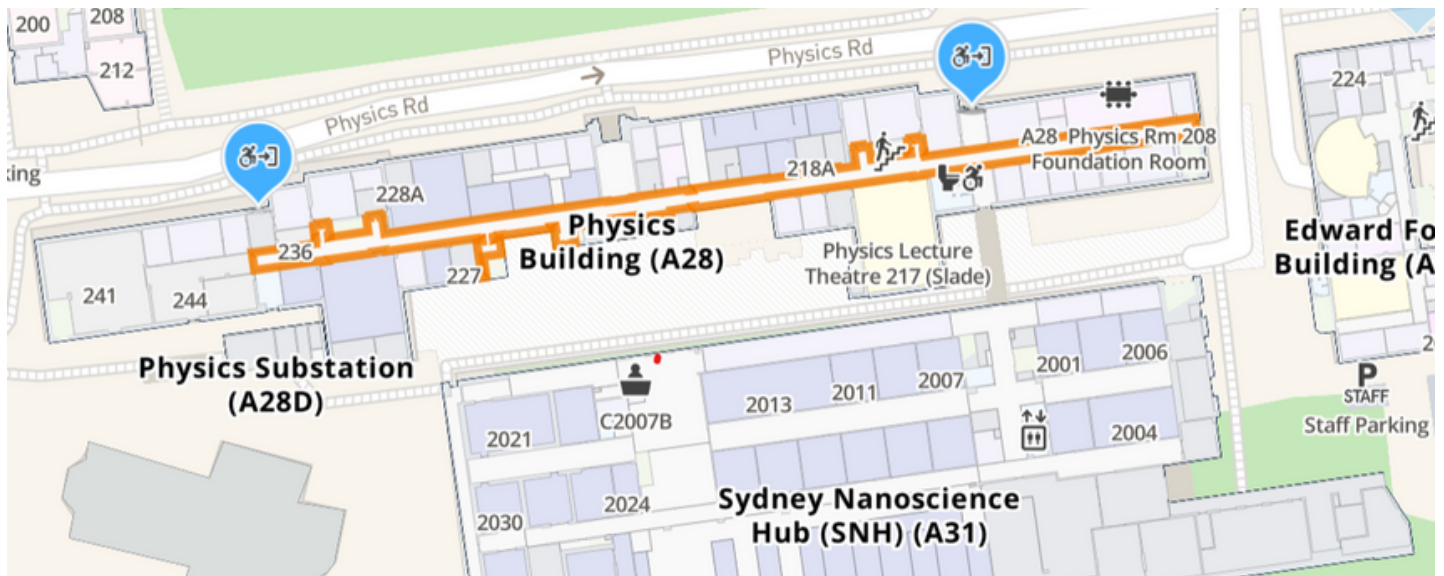 200
208
212
king
Physics Rd
Physics Rd
224
A28 Physics Rm 208
Foundation Room
218A
228A
236
Physics
Building (A28)
227
241
244
Physics Lecture
Theatre 217 (Slade)
Physics Substation
(A28D)
2001
2006
2007
2011
2013
C2007B
2021
2004
P
STAFF
Staff Parking
2024
2030
Sydney Nanoscience
Hub (SNH) (A31)
Edward Fo
Building (A
2